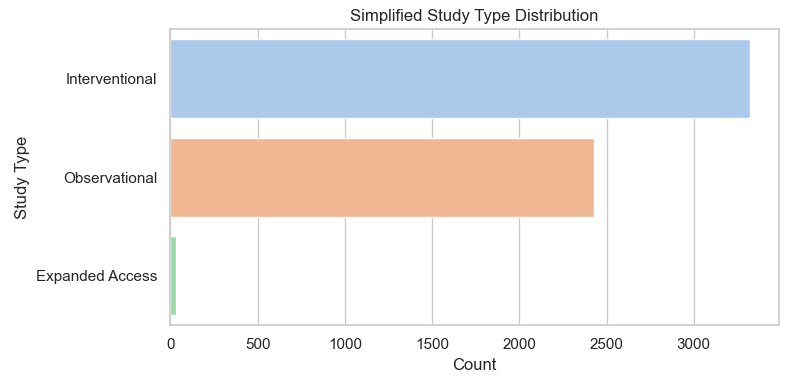 Simplified Study Type Distribution
Study Type
Interventional
Observational
Expanded Access
0 500 1000 1500 2000 2500 3000
Count